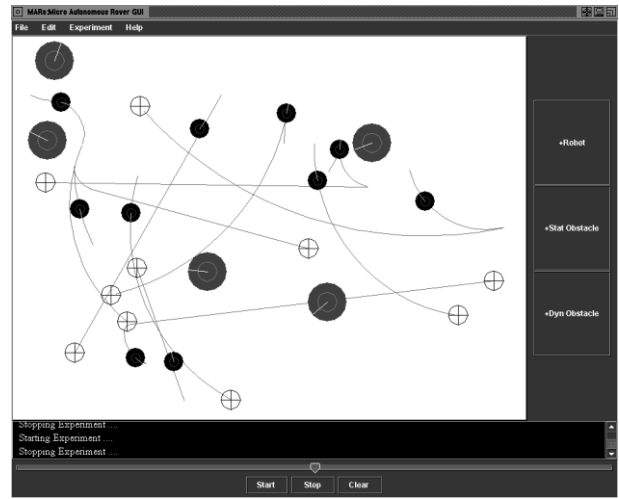 MARs:Micro Autonomous Rover GUI
File Edit Experiment Help
+Robot
+Stat Obstacle
+Dyn Obstacle
Stopping Experiment ....
Starting Experiment ....
Stopping Experiment ....
Start Stop Clear